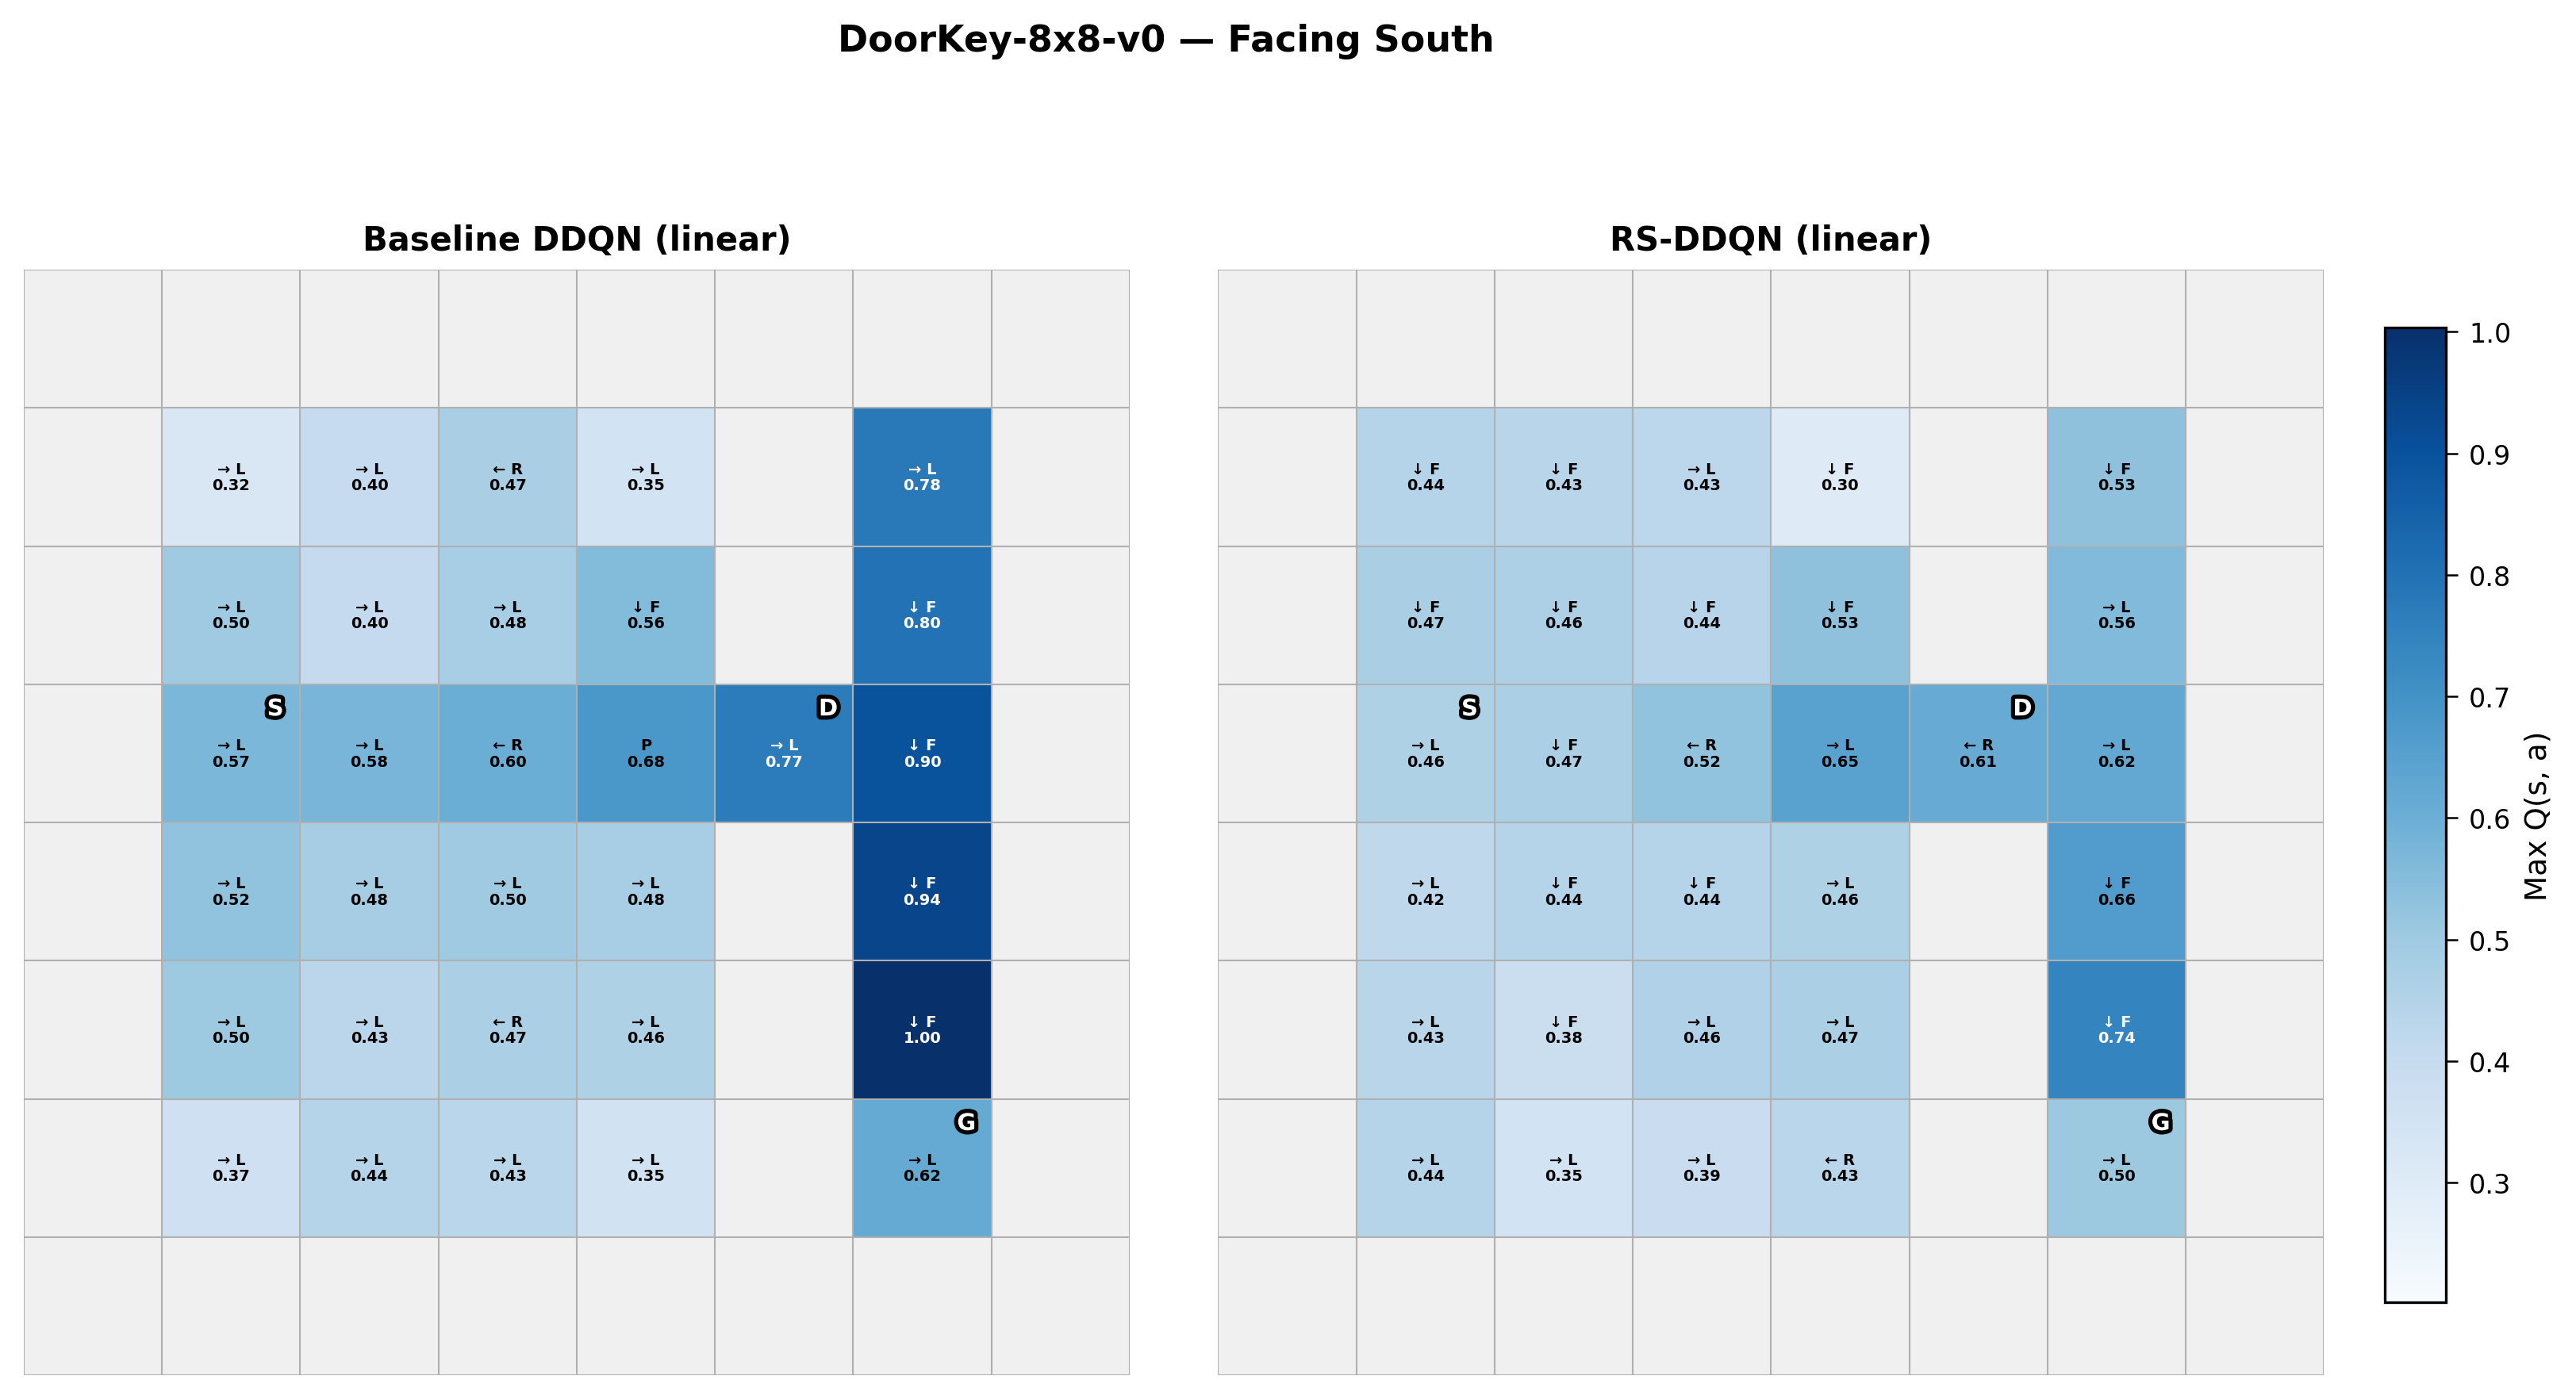 DoorKey-8x8-v0 — Facing South
Baseline DDQN (linear)
→ L → L ← R → L → L
0.32 0.40 0.47 0.35 0.78
→ L → L → L ↓ F ↓ F
0.50 0.40 0.48 0.56 0.80
S D
→ L → L ← R P → L ↓ F
0.57 0.58 0.60 0.68 0.77 0.90
→ L → L → L → L ↓ F
0.52 0.48 0.50 0.48 0.94
→ L → L ← R → L ↓ F
0.50 0.43 0.47 0.46 1.00
G
→ L → L → L → L → L
0.37 0.44 0.43 0.35 0.62
RS-DDQN (linear)
↓ F ↓ F → L ↓ F ↓ F
0.44 0.43 0.43 0.30 0.53
↓ F ↓ F ↓ F ↓ F → L
0.47 0.46 0.44 0.53 0.56
S D
→ L ↓ F ← R → L ← R → L
0.46 0.47 0.52 0.65 0.61 0.62
→ L ↓ F ↓ F → L ↓ F
0.42 0.44 0.44 0.46 0.66
→ L ↓ F → L → L ↓ F
0.43 0.38 0.46 0.47 0.74
G
→ L → L → L ← R → L
0.44 0.35 0.39 0.43 0.50
1.0
0.9
0.8
0.7
0.6
0.5
0.4
0.3
Max Q(s, a)